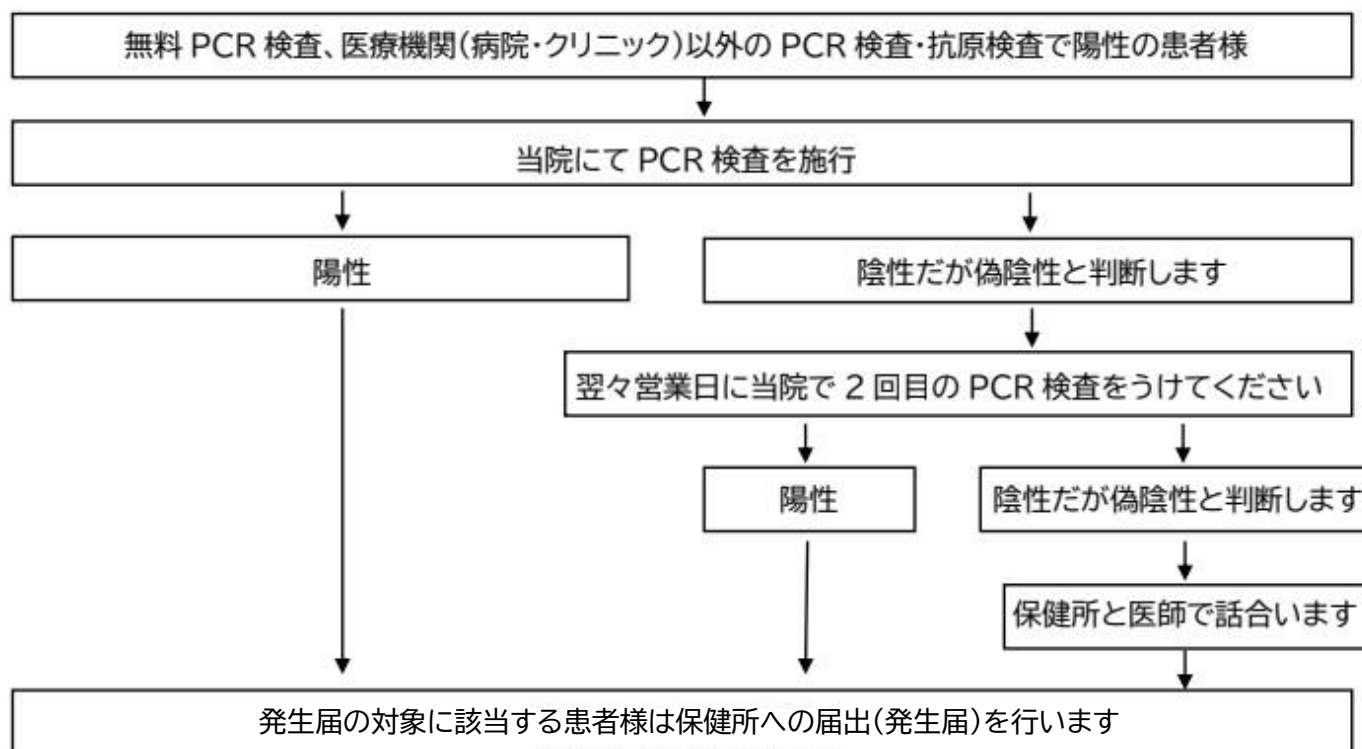 無料 PCR 検査、医療機関(病院・クリニック)以外の PCR 検査・抗原検査で陽性の患者様
当院にて PCR 検査を施行
陽性
陰性だが偽陰性と判断します
翌々営業日に当院で 2 回目の PCR 検査をうけてください
陽性
陰性だが偽陰性と判断します
保健所と医師で話合います
発生届の対象に該当する患者様は保健所への届出(発生届)を行います